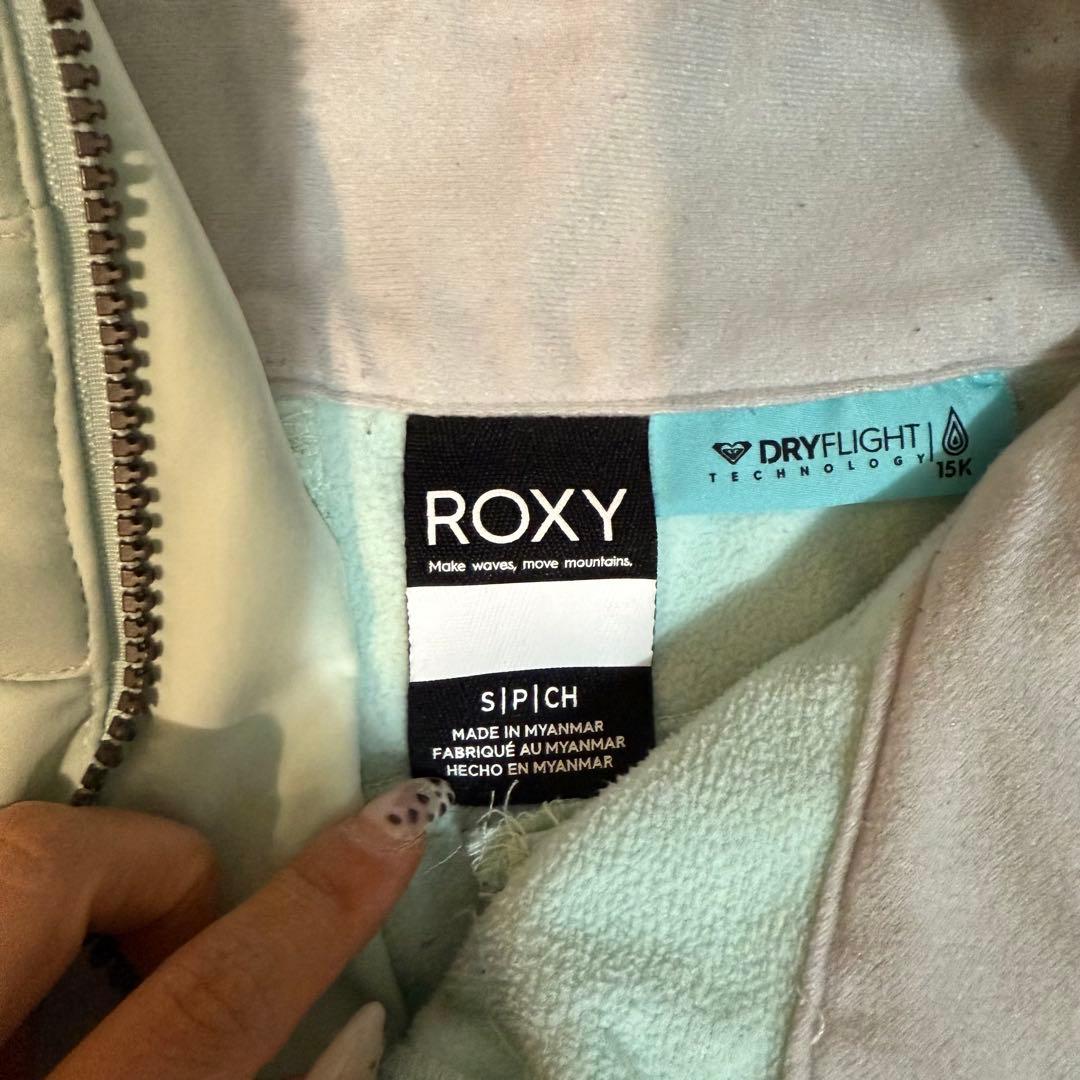 ROXY
Make waves, move mountains.
S|P|CH
MADE IN MYANMAR
FABRIQUÉ AU MYANMAR
HECHO EN MYANMAR
DRYFLIGHT
TECHNOLOGY
15K